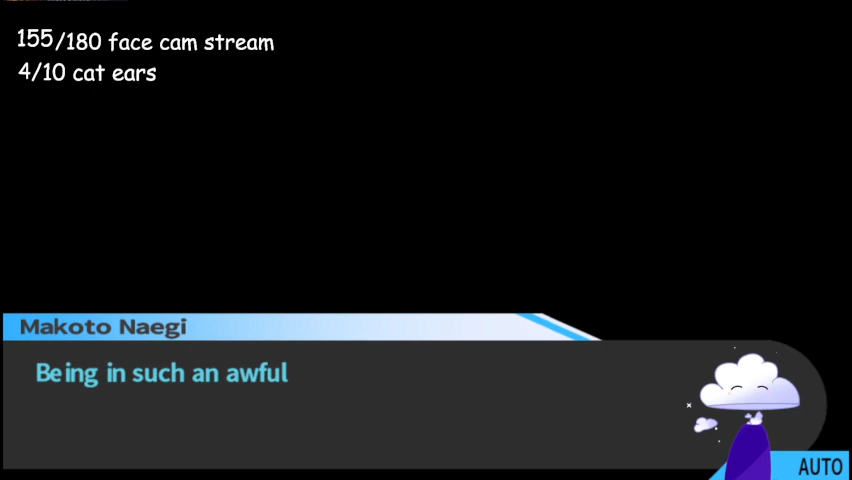 155/180 face cam stream
4/10 cat ears
Makoto Naegi
Being in such an awful
AUTO